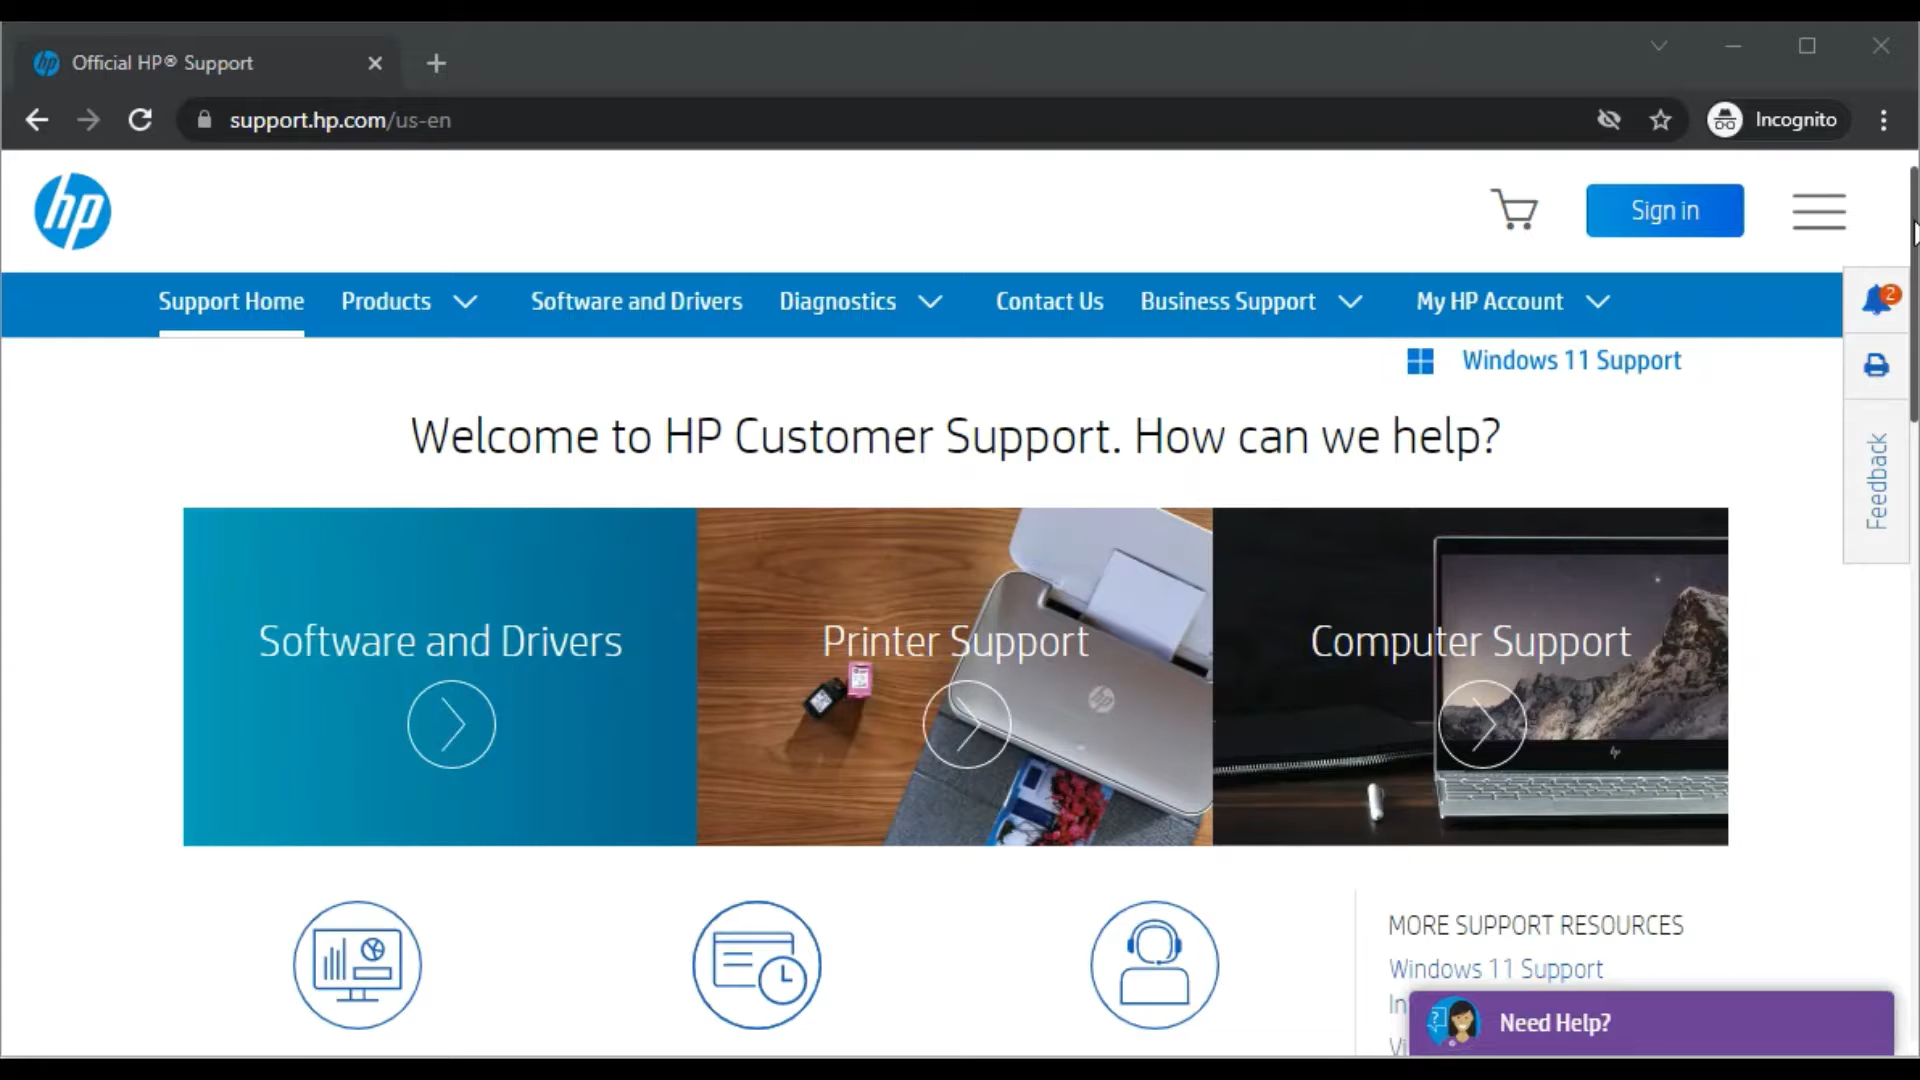 Official HP® Support
support.hp.com/us-en
Incognito
hp
Sign in
Support Home
Products
Software and Drivers
Diagnostics
Contact Us
Business Support
My HP Account
2
Windows 11 Support
Feedback
Welcome to HP Customer Support. How can we help?
Software and Drivers
Printer Support
Computer Support
MORE SUPPORT RESOURCES
Windows 11 Support
In
Vi
Need Help?